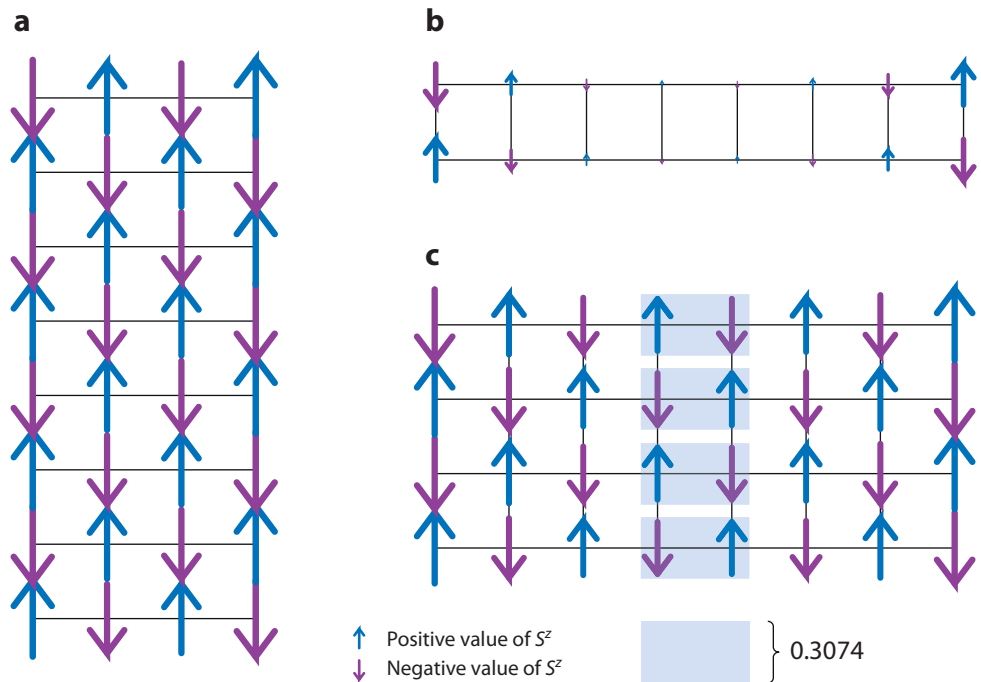 a
b
c
Positive value of S^z
Negative value of S^z
0.3074